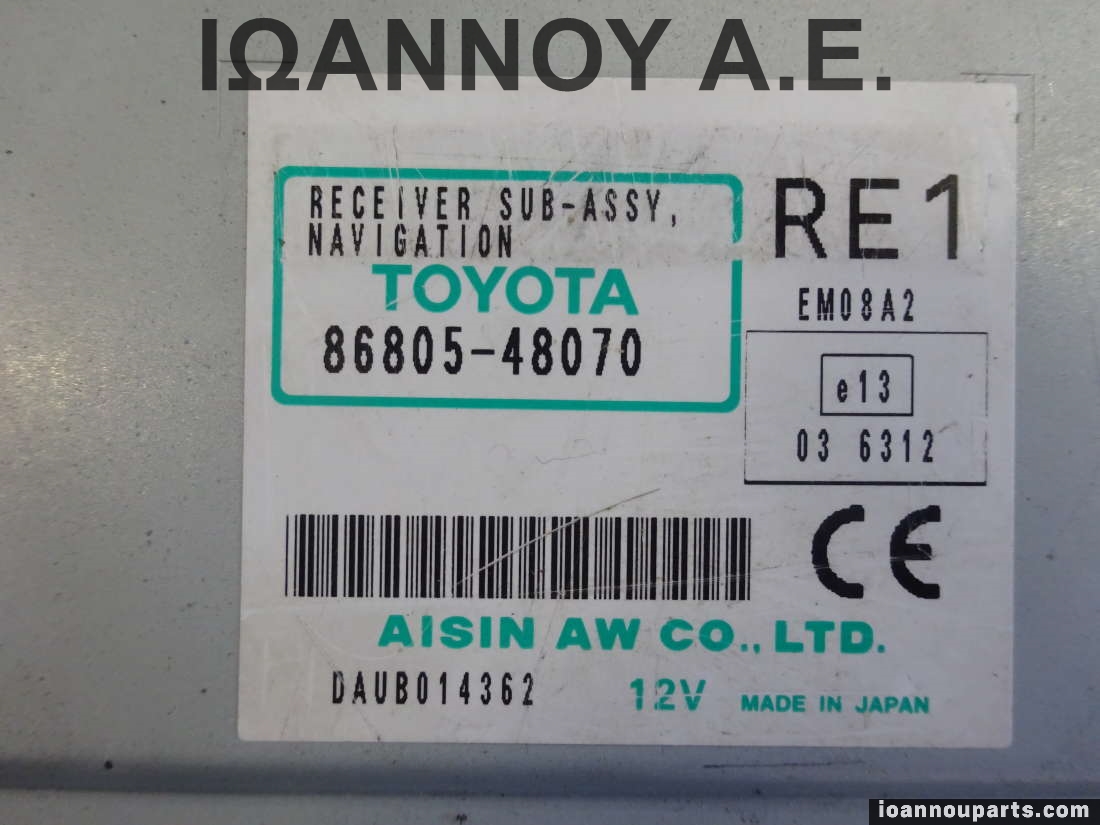 ΙΩΑΝΝΟΥ Α.Ε.
RECEIVER SUB-ASSY,
NAVIGATION
TOYOTA
86805-48070
RE1
EM08A2
e13
03 6312
CE
AISIN AW CO., LTD.
DAUB014362
12V
MADE IN JAPAN
ioannouparts.com